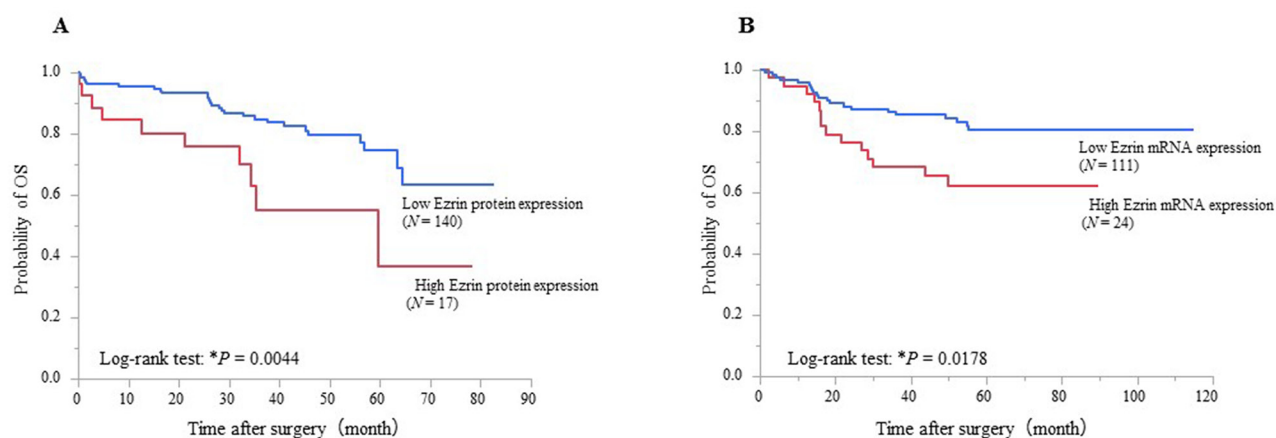 A
Probability of OS
1.0
0.8
0.6
0.4
0.2
0.0
Low Ezrin protein expression
(N = 140)
High Ezrin protein expression
(N = 17)
Log-rank test: *P = 0.0044
0 10 20 30 40 50 60 70 80 90
Time after surgery (month)
B
Probability of OS
1.0
0.8
0.6
0.4
0.2
0.0
Low Ezrin mRNA expression
(N = 111)
High Ezrin mRNA expression
(N = 24)
Log-rank test: *P = 0.0178
0 20 40 60 80 100 120
Time after surgery (month)